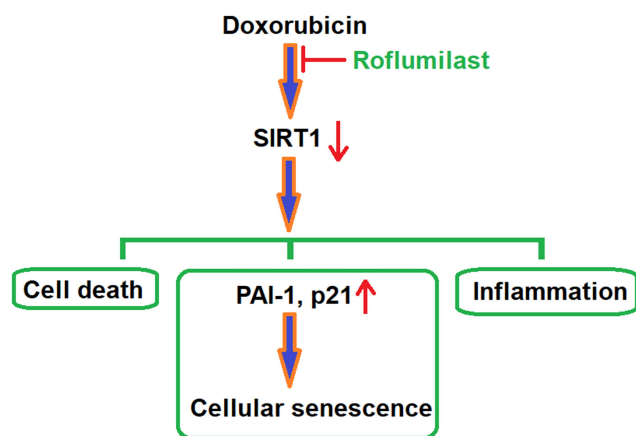 Doxorubicin
Roflumilast
SIRT1
Cell death
PAI-1, p21
Inflammation
Cellular senescence